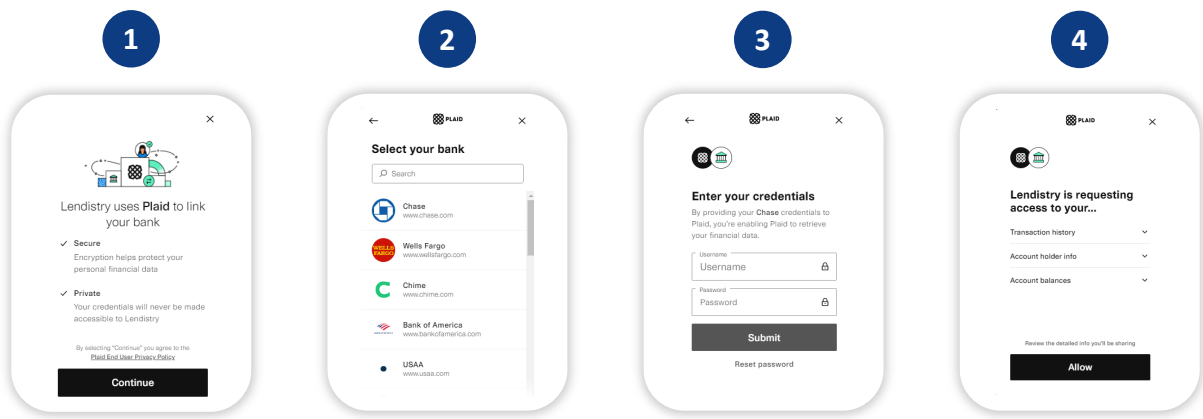 1
2
3
4
Lendistry uses Plaid to link
your bank
Secure
Encryption helps protect your
personal financial data
Private
Your credentials will never be made
accessible to Lendistry
By selecting "Continue" you agree to the
Plaid End User Privacy Policy
Continue
PLAID
Select your bank
Search
Chase
www.chase.com
WELLS
FARGO
Wells Fargo
www.wellsfargo.com
Chime
www.chime.com
Bank of America
www.bankofamerica.com
USAA
www.usaa.com
PLAID
Enter your credentials
By providing your Chase credentials to
Plaid, you're enabling Plaid to retrieve
your financial data.
Username
Username
Password
Password
Submit
Reset password
PLAID
Lendistry is requesting
access to your...
Transaction history
Account holder info
Account balances
Review the detailed info you'll be sharing
Allow